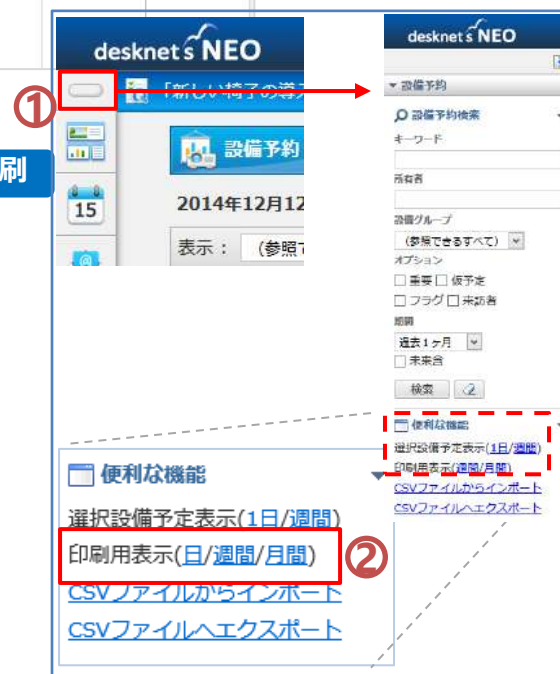 desknet's NEO
①
「新しい椅子の導入
刷
設備予約
15
2014年12月12
表示： （参照で
desknet's NEO
設備予約
設備予約検索
キーワード
所有者
設備グループ
（参照できるすべて）
オプション
重要 仮予定
フラグ 来訪者
期間
過去1ヶ月
未来含
検索
便利な機能
選択設備予定表示(1日/週間)
印刷用表示(週間/月間)
CSVファイルからインポート
CSVファイルへエクスポート
便利な機能
選択設備予定表示(1日/週間)
印刷用表示(日/週間/月間)
②
CSVファイルからインポート
CSVファイルへエクスポート